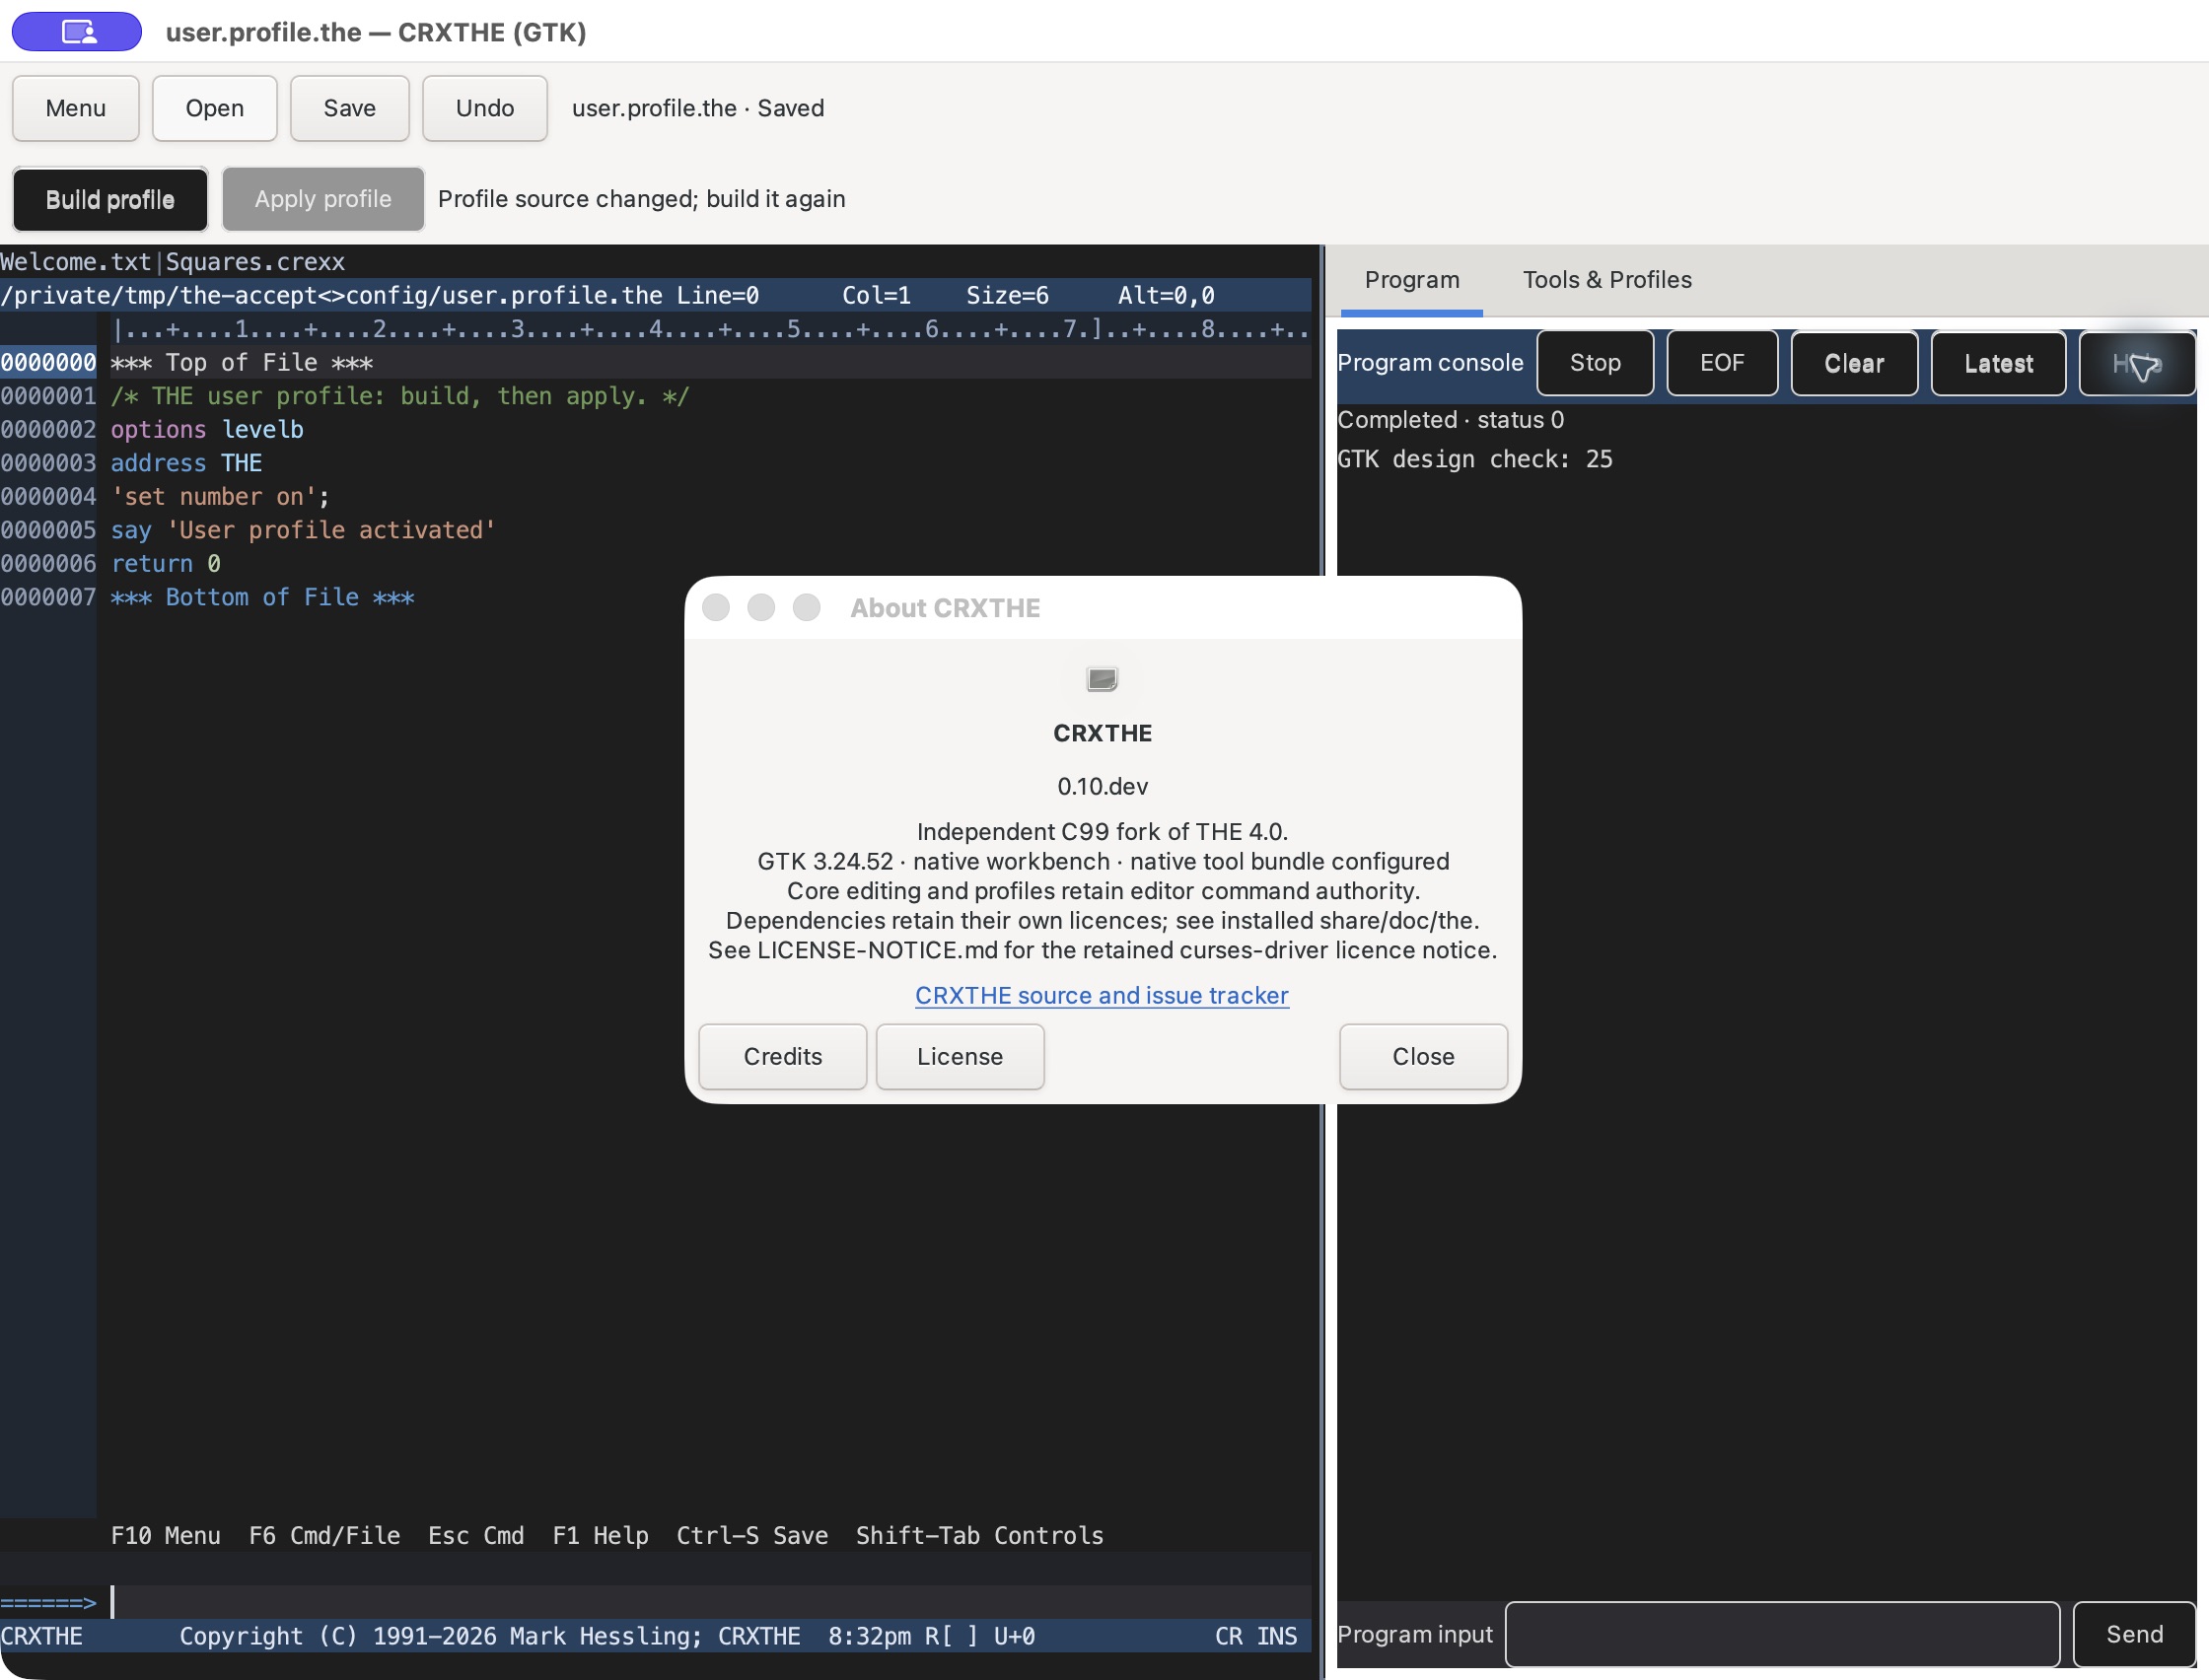 user.profile.the — CRXTHE (GTK)
Menu Open Save Undo user.profile.the · Saved
Build profile Apply profile Profile source changed; build it again
Welcome.txt|Squares.crexx
/private/tmp/the-accept<>config/user.profile.the Line=0 Col=1 Size=6 Alt=0,0
|...+....1....+....2....+....3....+....4....+....5....+....6....+....7.]..+....8....+..
0000000 *** Top of File ***
0000001 /* THE user profile: build, then apply. */
0000002 options levelb
0000003 address THE
0000004 'set number on';
0000005 say 'User profile activated'
0000006 return 0
0000007 *** Bottom of File ***
F10 Menu F6 Cmd/File Esc Cmd F1 Help Ctrl-S Save Shift-Tab Controls
======>
CRXTHE Copyright (C) 1991-2026 Mark Hessling; CRXTHE 8:32pm R[ ] U+0 CR INS
Program Tools & Profiles
Program console Stop EOF Clear Latest
Completed · status 0
GTK design check: 25
Program input Send
About CRXTHE
CRXTHE
0.10.dev
Independent C99 fork of THE 4.0.
GTK 3.24.52 · native workbench · native tool bundle configured
Core editing and profiles retain editor command authority.
Dependencies retain their own licences; see installed share/doc/the.
See LICENSE-NOTICE.md for the retained curses-driver licence notice.
CRXTHE source and issue tracker
Credits License Close